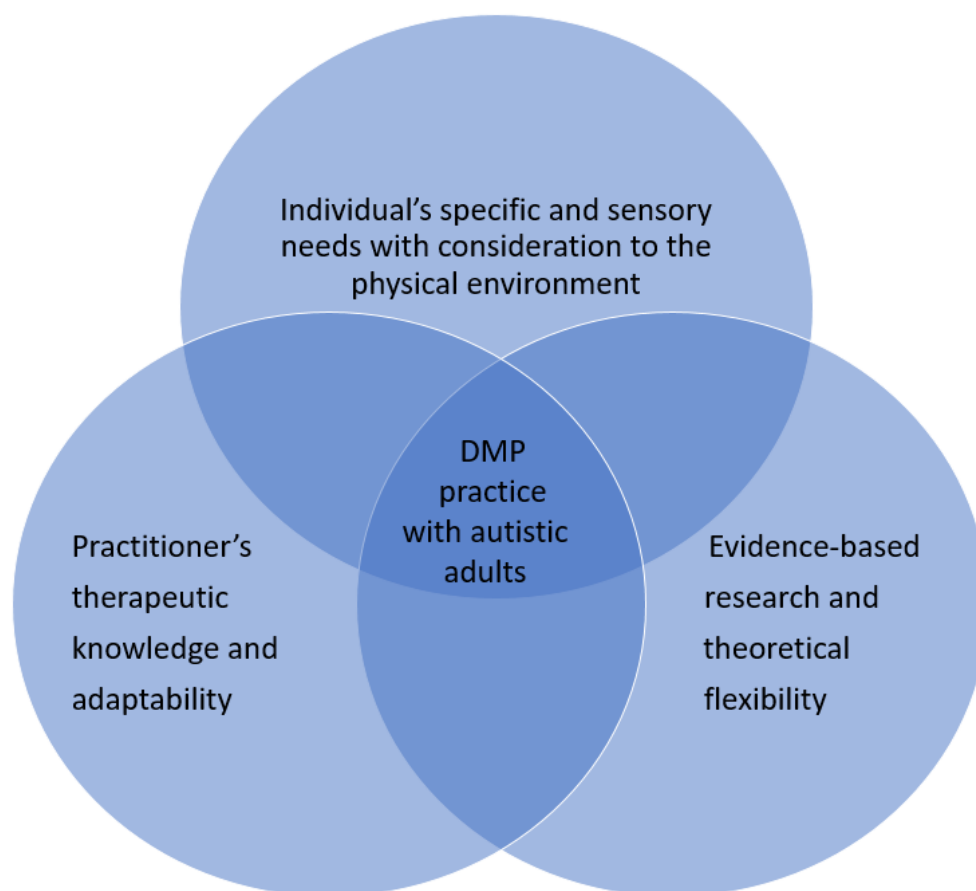 Individual’s specific and sensory
needs with consideration to the
physical environment
DMP
practice
with autistic
adults
Practitioner’s
therapeutic
knowledge and
adaptability
Evidence-based
research and
theoretical
flexibility